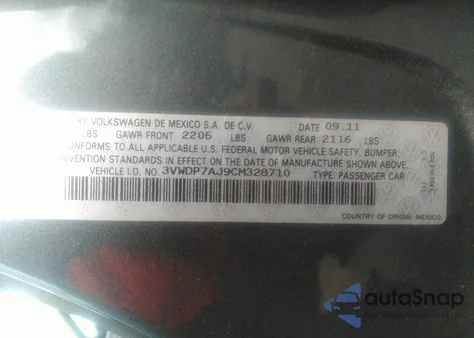 BY VOLKSWAGEN DE MEXICO S.A. DE C.V. DATE 09.11
LBS GAWR FRONT 2205 LBS GAWR REAR 2116 LBS
CONFORMS TO ALL APPLICABLE U.S. FEDERAL MOTOR VEHICLE SAFETY, BUMPER,
PREVENTION STANDARDS IN EFFECT ON THE DATE OF MANUFACTURE SHOWN ABOVE.
VEHICLE I.D. NO. 3VWDP7AJ9CM328710 TYPE: PASSENGER CAR
COUNTRY OF ORIGIN: MEXICO
autoSnap